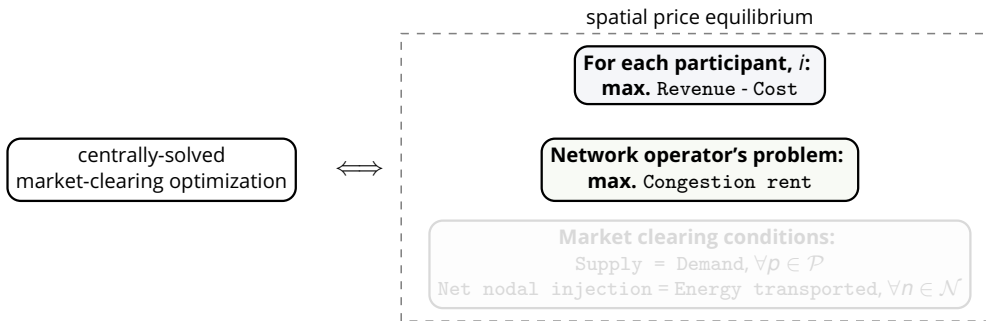 spatial price equilibrium
For each participant, i:
max. Revenue - Cost
centrally-solved
market-clearing optimization
⟺
Network operator's problem:
max. Congestion rent
Market clearing conditions:
Supply = Demand, ∀p ∈ 𝒫
Net nodal injection = Energy transported, ∀n ∈ 𝒩